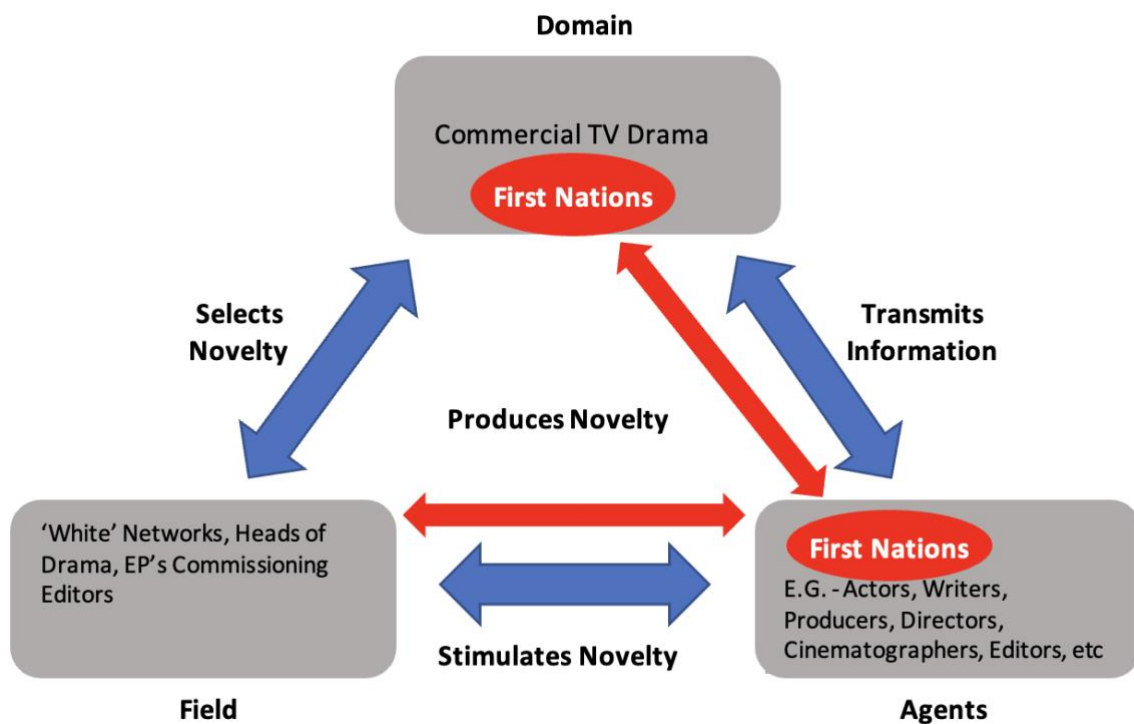 Domain
Commercial TV Drama
First Nations
Selects
Novelty
Transmits
Information
Produces Novelty
‘White’ Networks, Heads of
Drama, EP’s Commissioning
Editors
First Nations
E.G. - Actors, Writers,
Producers, Directors,
Cinematographers, Editors, etc
Stimulates Novelty
Field
Agents